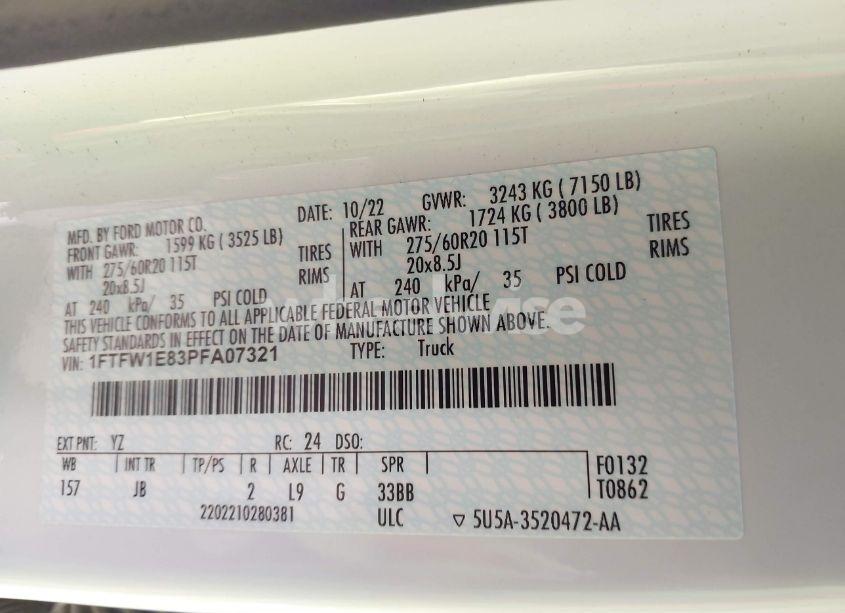 MFD. BY FORD MOTOR CO. DATE: 10/22 GVWR: 3243 KG ( 7150 LB)
FRONT GAWR: 1599 KG ( 3525 LB) REAR GAWR: 1724 KG ( 3800 LB)
WITH 275/60R20 115T TIRES WITH 275/60R20 115T TIRES
20x8.5J RIMS 20x8.5J RIMS
AT 240 kPa/ 35 PSI COLD AT 240 kPa/ 35 PSI COLD
THIS VEHICLE CONFORMS TO ALL APPLICABLE FEDERAL MOTOR VEHICLE
SAFETY STANDARDS IN EFFECT ON THE DATE OF MANUFACTURE SHOWN ABOVE.
VIN: 1FTFW1E83PFA07321 TYPE: Truck
EXT PNT: YZ RC: 24 DSO:
WB INT TR TP/PS R AXLE TR SPR F0132
157 JB 2 L9 G 33BB T0862
2202210280381 ULC ▽ 5U5A-3520472-AA